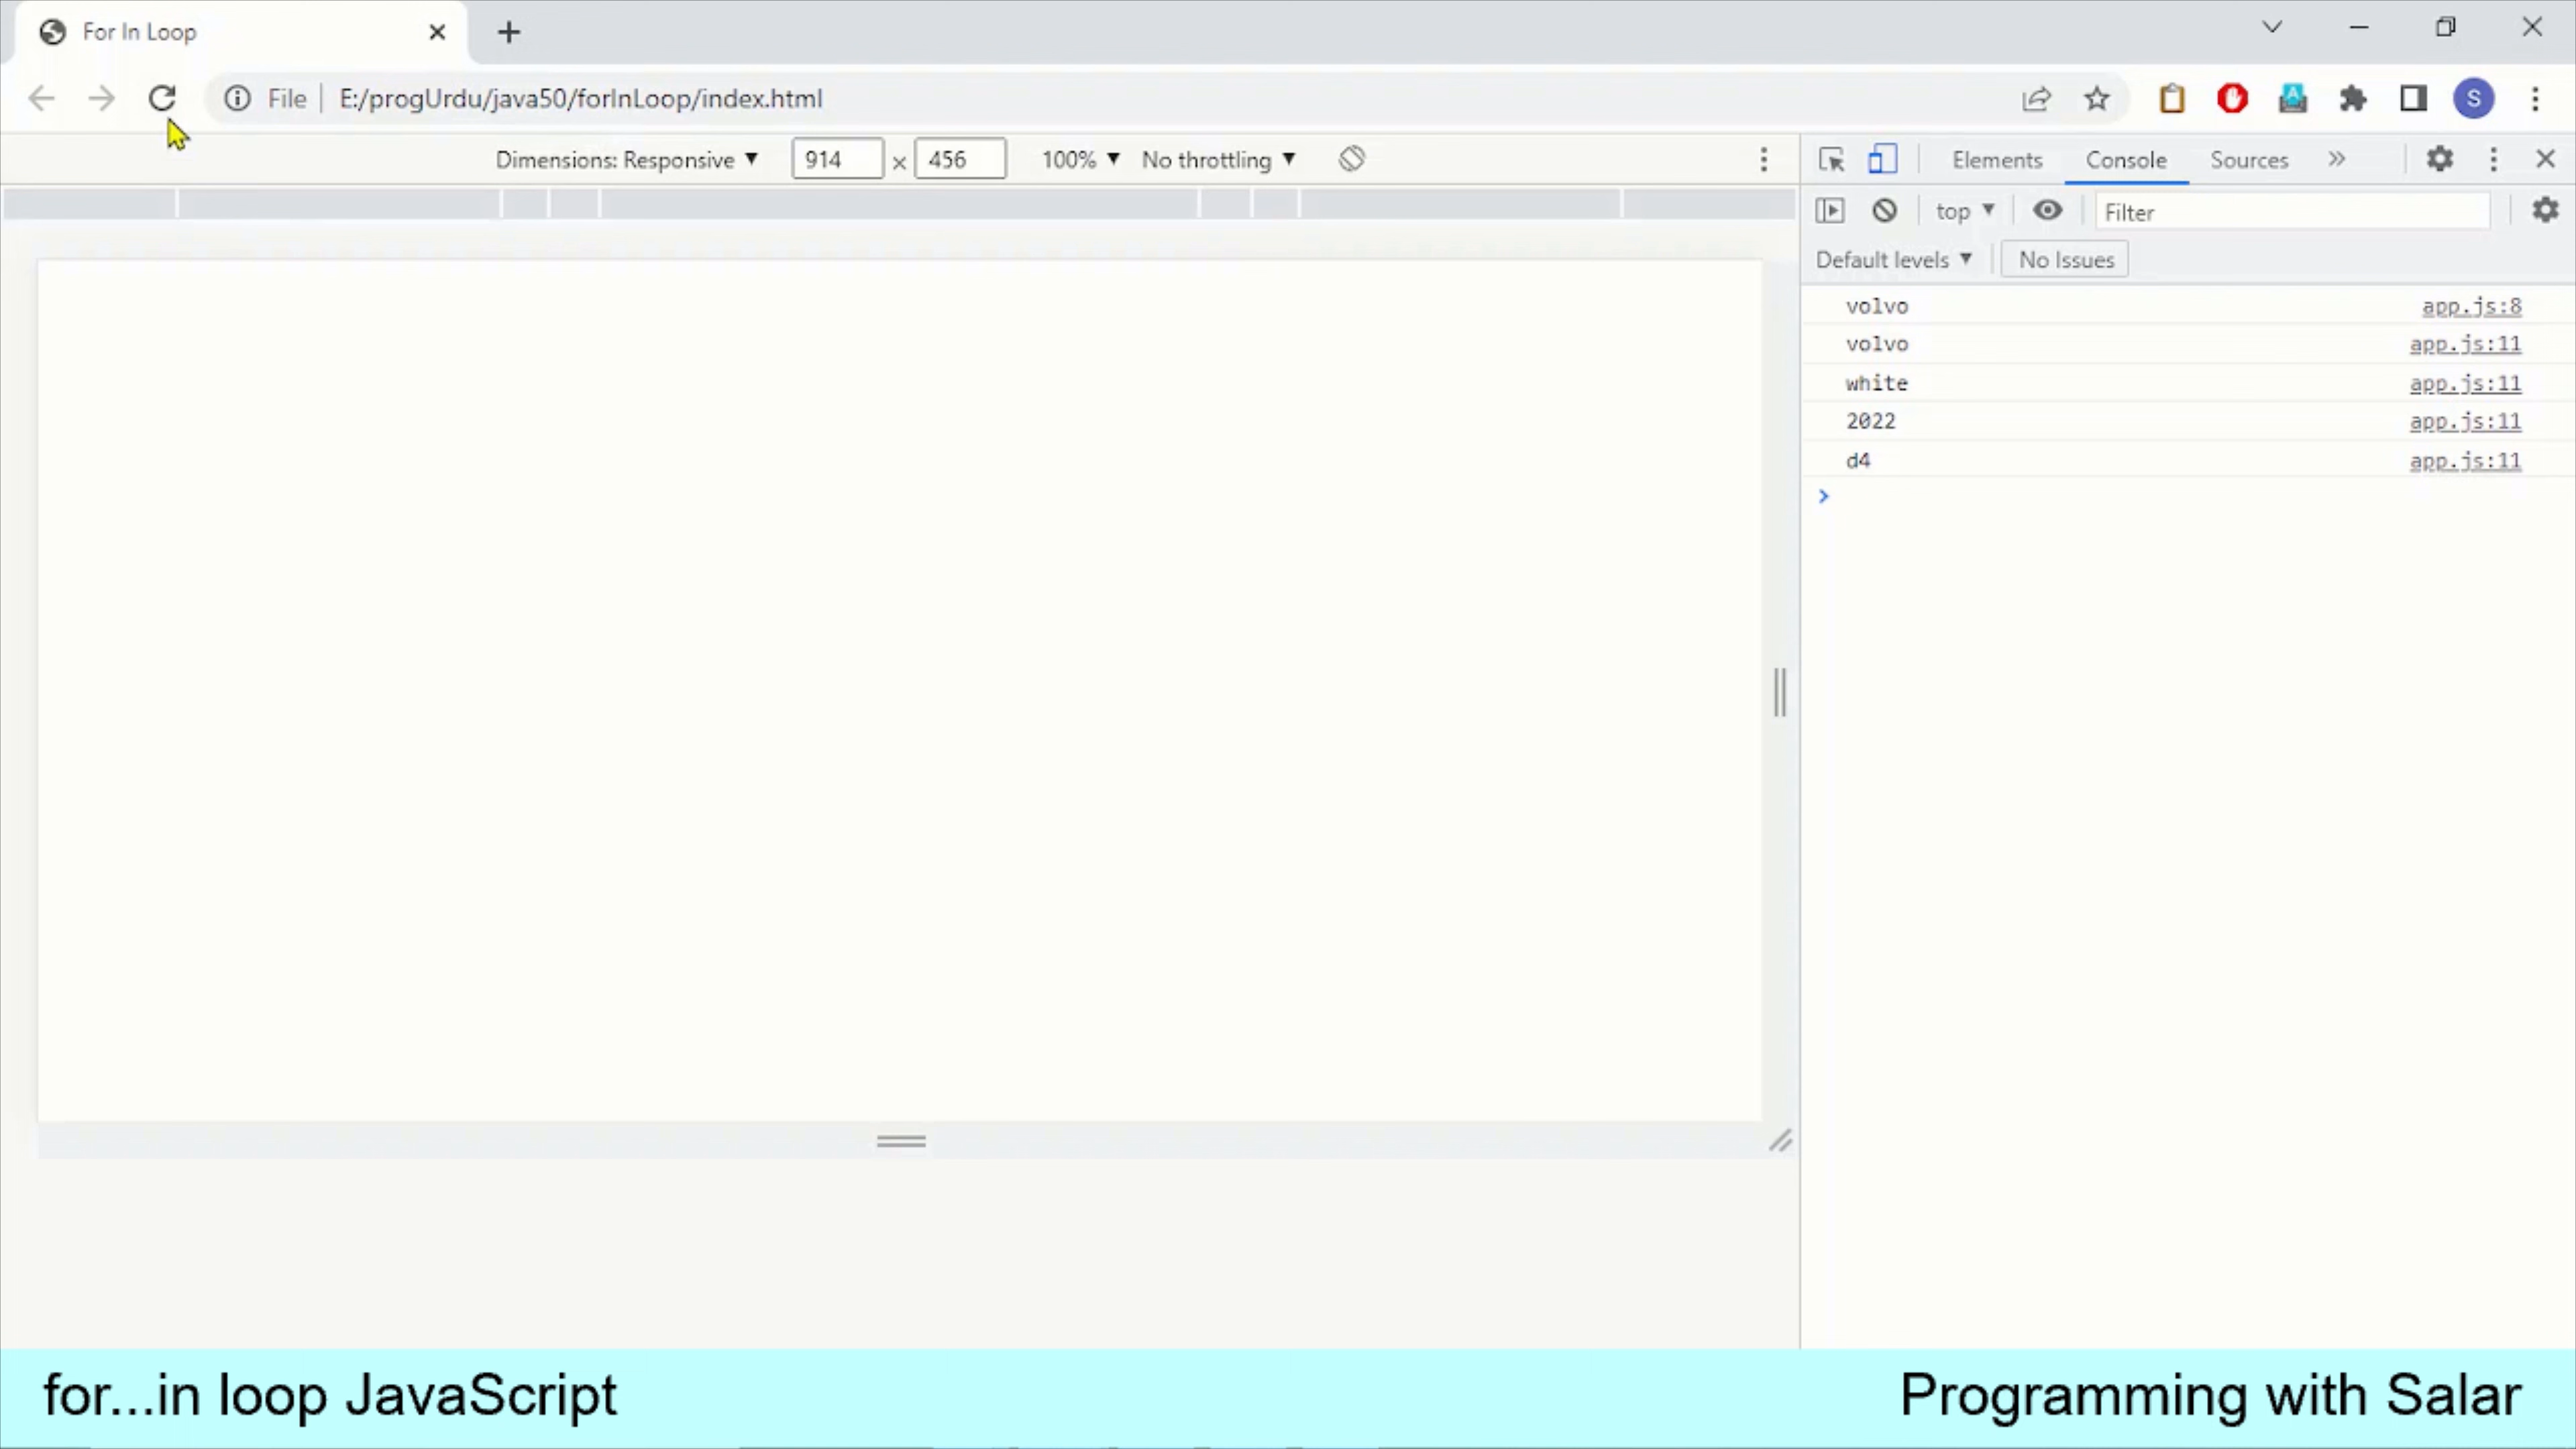 For In Loop
File E:/progUrdu/java50/forInLoop/index.html
S
Dimensions: Responsive 914 × 456 100% No throttling
Elements Console Sources
top Filter
Default levels No Issues
volvo app.js:8
volvo app.js:11
white app.js:11
2022 app.js:11
d4 app.js:11
for...in loop JavaScript Programming with Salar